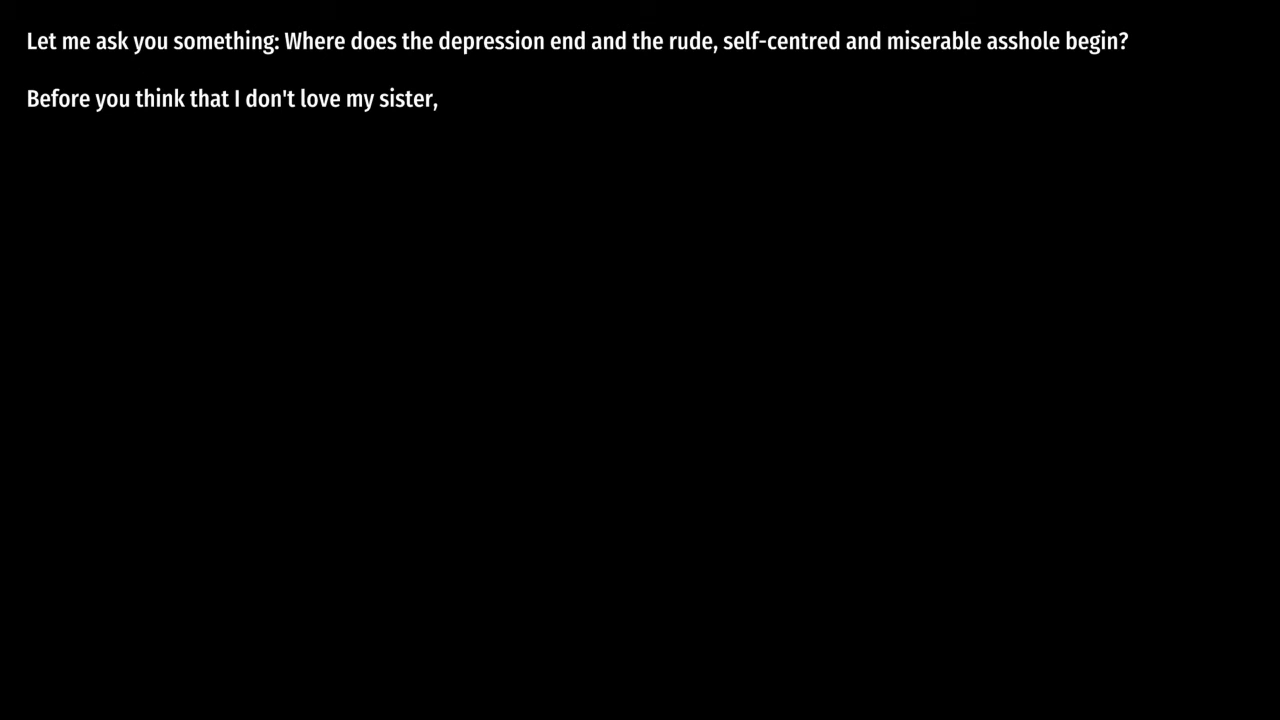 Let me ask you something: Where does the depression end and the rude, self-centred and miserable asshole begin?
Before you think that I don't love my sister,